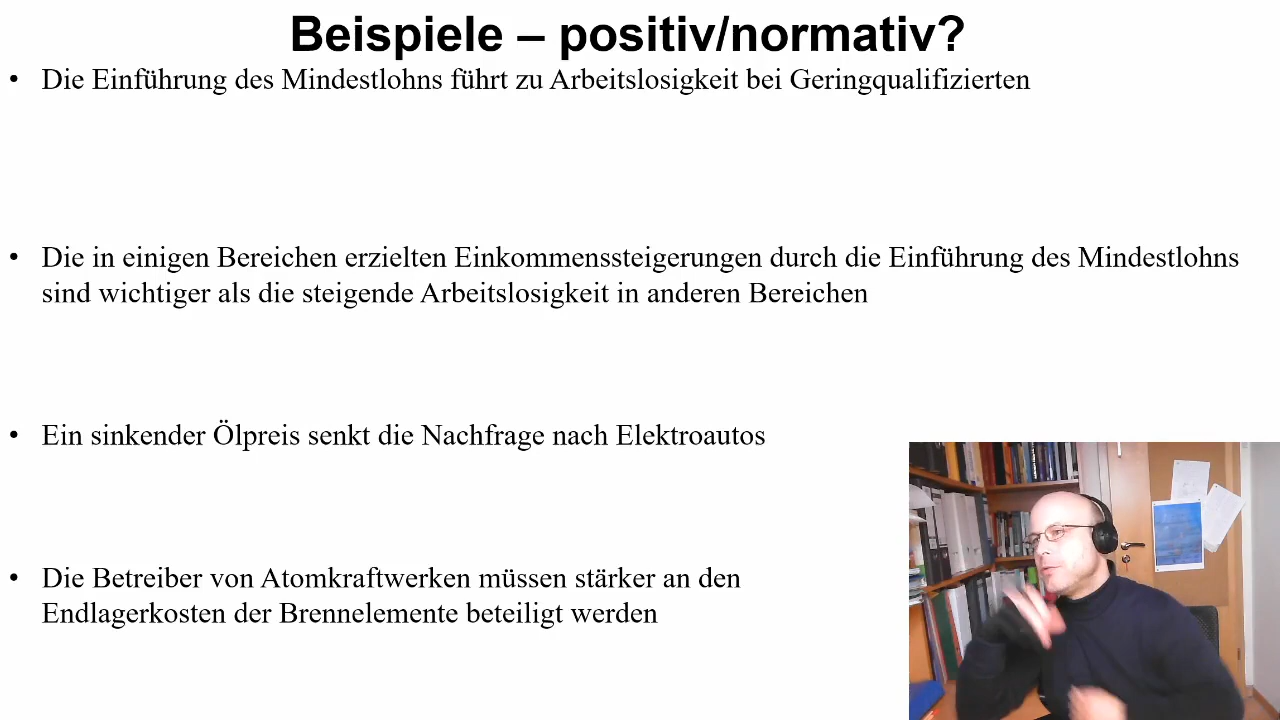 Beispiele – positiv/normativ?
• Die Einführung des Mindestlohns führt zu Arbeitslosigkeit bei Geringqualifizierten
• Die in einigen Bereichen erzielten Einkommenssteigerungen durch die Einführung des Mindestlohns
sind wichtiger als die steigende Arbeitslosigkeit in anderen Bereichen
• Ein sinkender Ölpreis senkt die Nachfrage nach Elektroautos
• Die Betreiber von Atomkraftwerken müssen stärker an den
Endlagerkosten der Brennelemente beteiligt werden